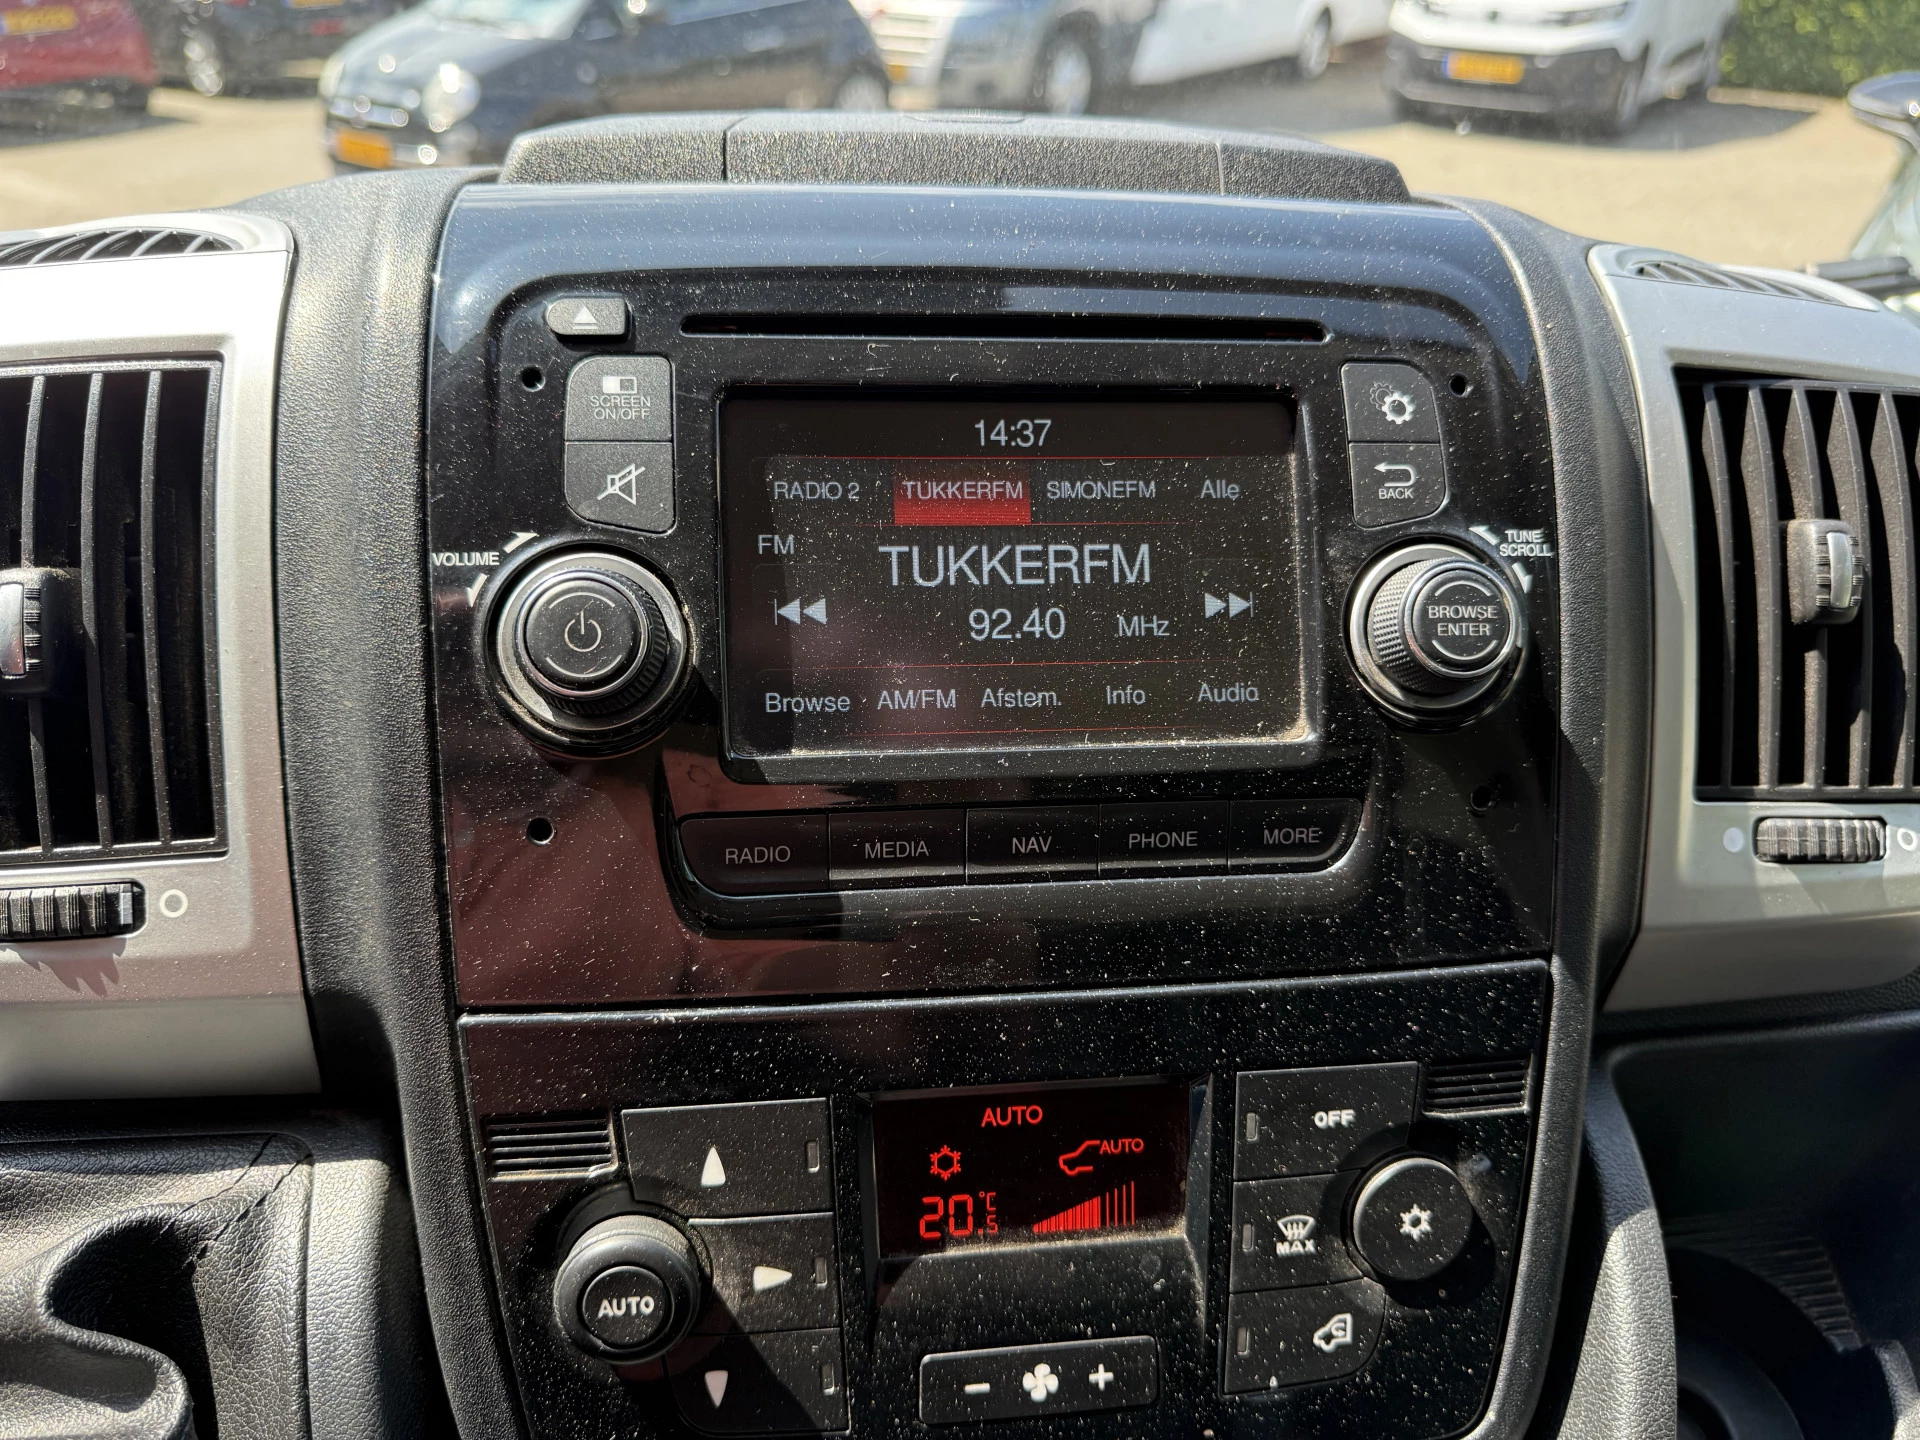 SCREEN
ON/OFF
14:37
RADIO 2 TUKKERFM SIMONEFM Alle
BACK
VOLUME
FM
TUKKERFM
TUNE
SCROLL
92.40 MHz
BROWSE
ENTER
Browse AM/FM Afstem. Info Audio
RADIO MEDIA NAV PHONE MORE
AUTO
OFF
AUTO
20.5 °C
MAX
AUTO
- +